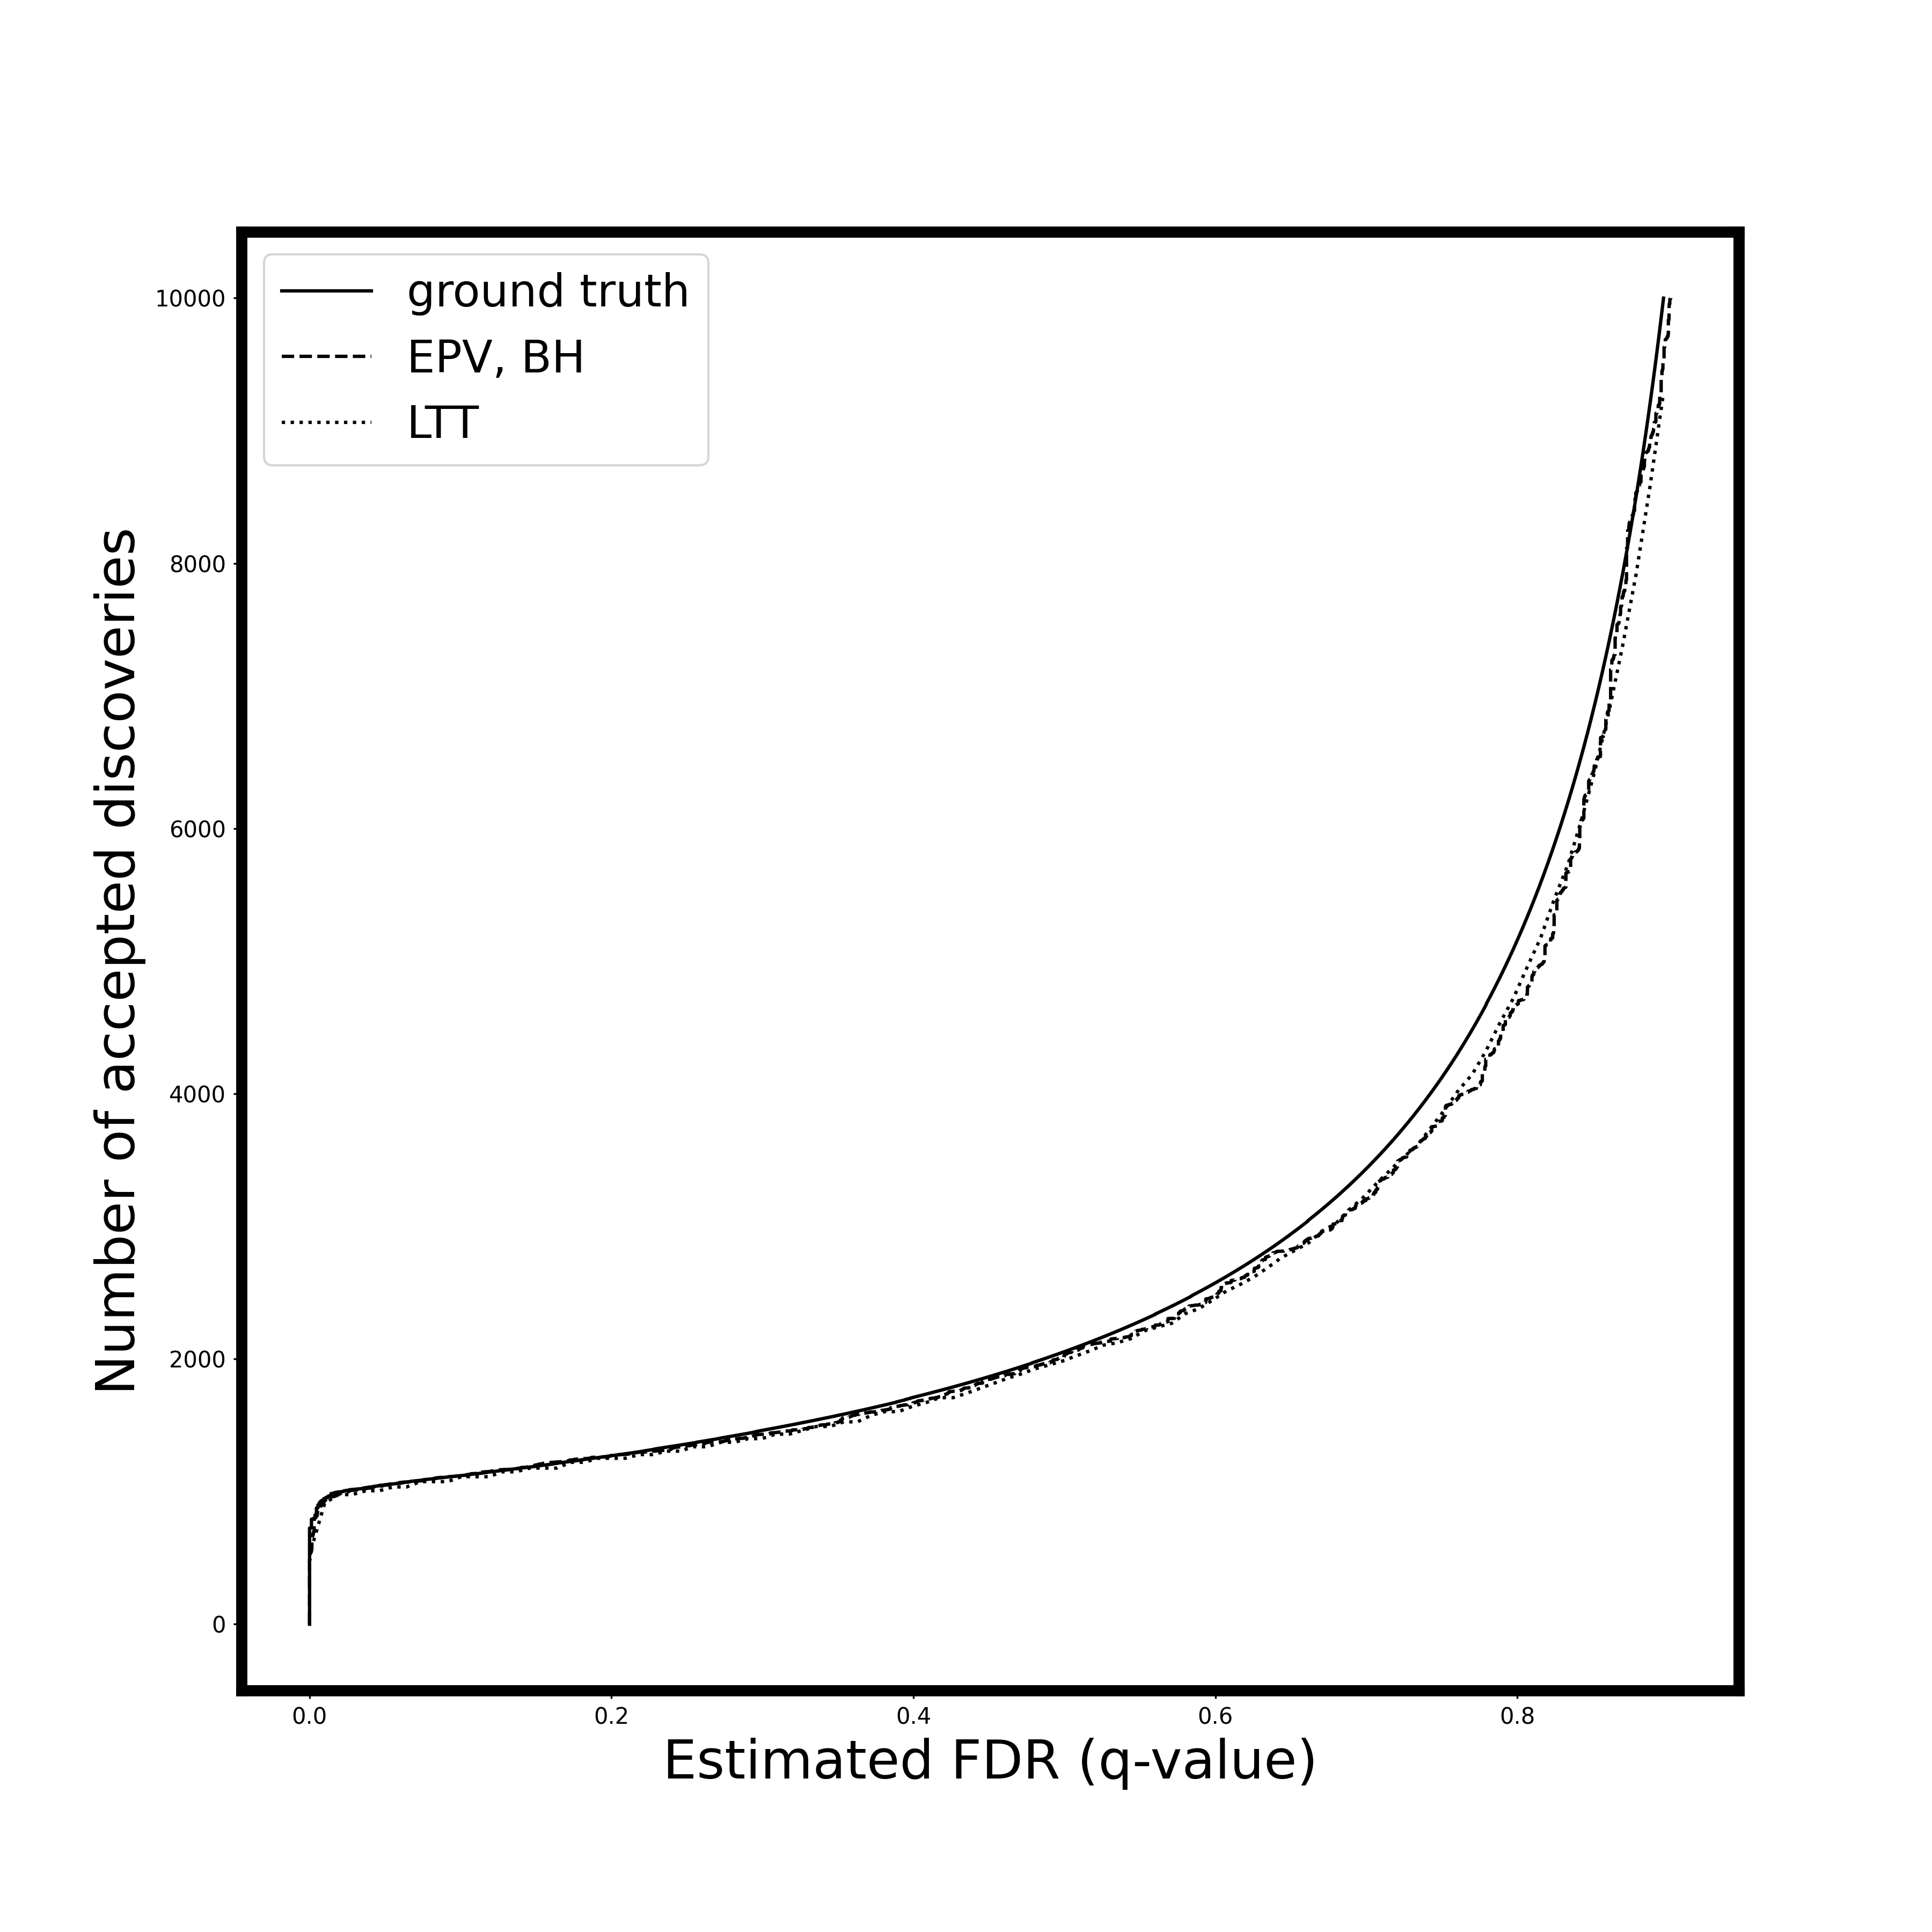 ground truth
EPV, BH
LTT
10000
8000
6000
4000
2000
0
Number of accepted discoveries
0.0 0.2 0.4 0.6 0.8
Estimated FDR (q-value)